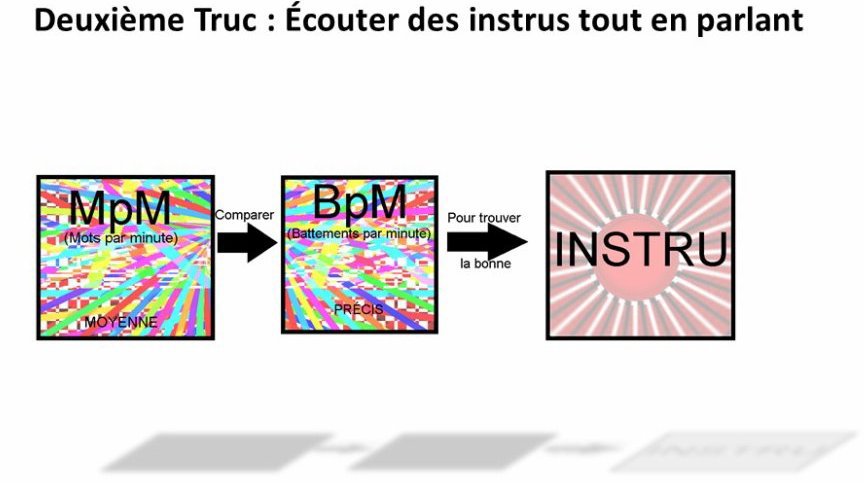 Deuxième Truc : Écouter des instrus tout en parlant
MpM
(Mots par minute)
MOYENNE
Comparer
BpM
(Battements par minute)
PRÉCIS
Pour trouver
la bonne
INSTRU